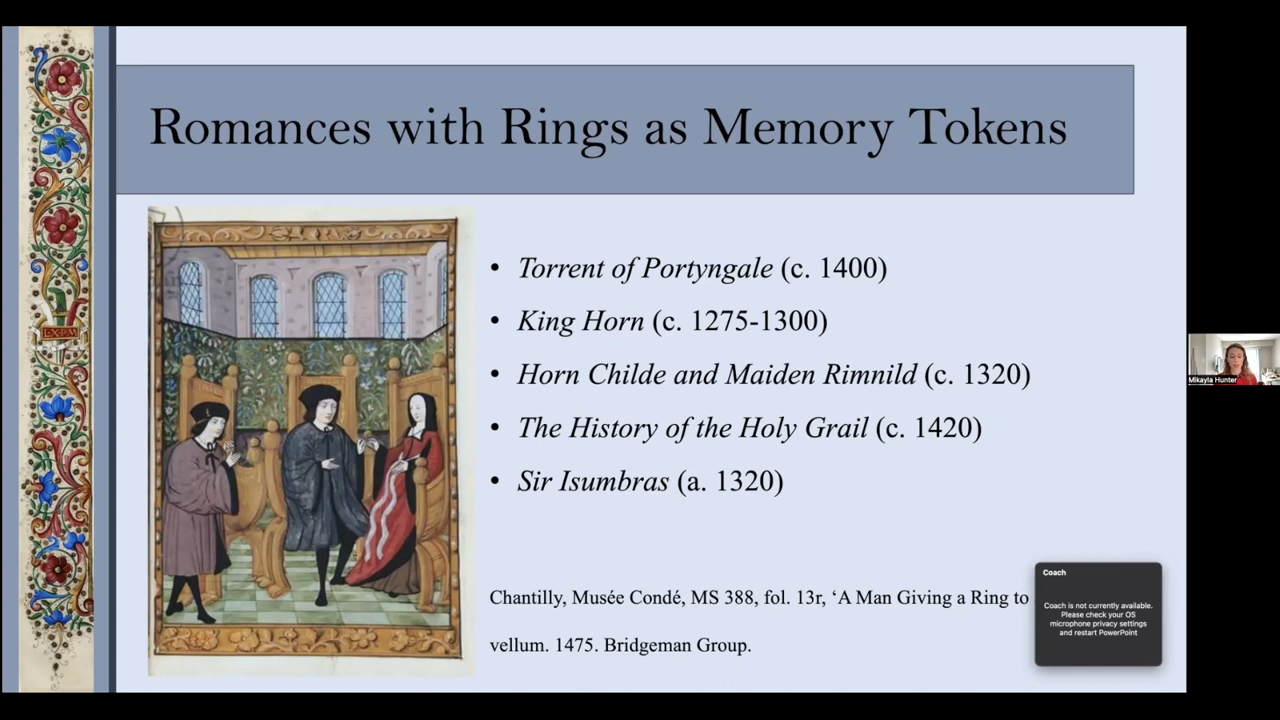 Romances with Rings as Memory Tokens
• Torrent of Portyngale (c. 1400)
• King Horn (c. 1275-1300)
• Horn Childe and Maiden Rimnild (c. 1320)
• The History of the Holy Grail (c. 1420)
• Sir Isumbras (a. 1320)
Chantilly, Musée Condé, MS 388, fol. 13r, ‘A Man Giving a Ring to
vellum. 1475. Bridgeman Group.
Coach
Coach is not currently available.
Please check your OS
microphone privacy settings
and restart PowerPoint
Mikayla Hunter